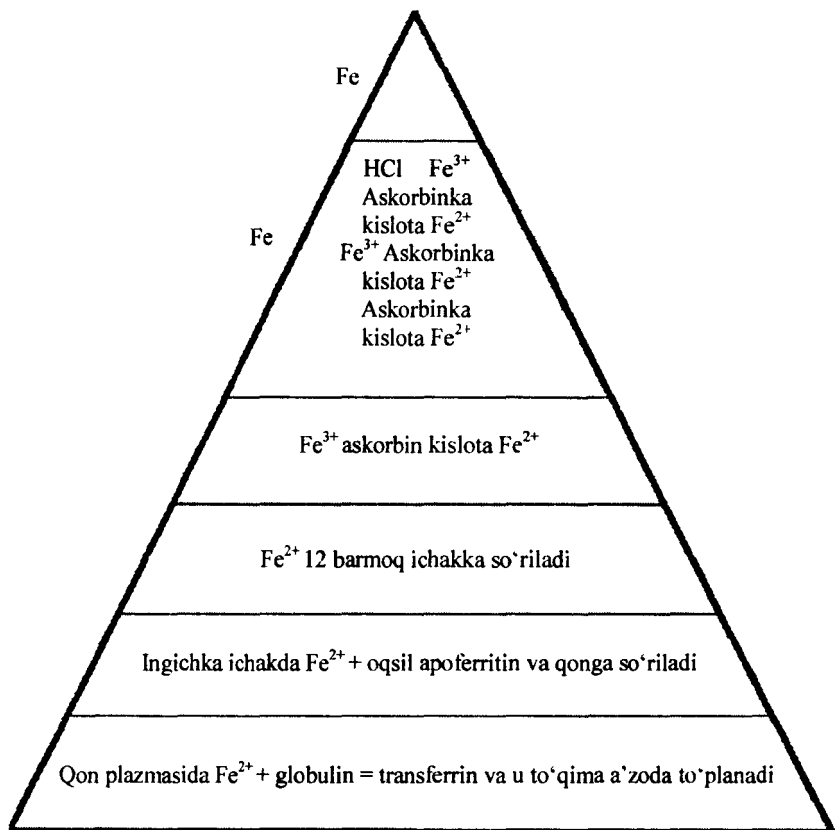 Fe
HCl Fe³⁺
Askorbinka
kislota Fe²⁺
Fe
Fe³⁺ Askorbinka
kislota Fe²⁺
Askorbinka
kislota Fe²⁺
Fe³⁺ askorbin kislota Fe²⁺
Fe²⁺ 12 barmoq ichakka so‘riladi
Ingichka ichakda Fe²⁺ + oqsil apoferritin va qonga so‘riladi
Qon plazmasida Fe²⁺ + globulin = transferrin va u to‘qima a’zoda to‘planadi